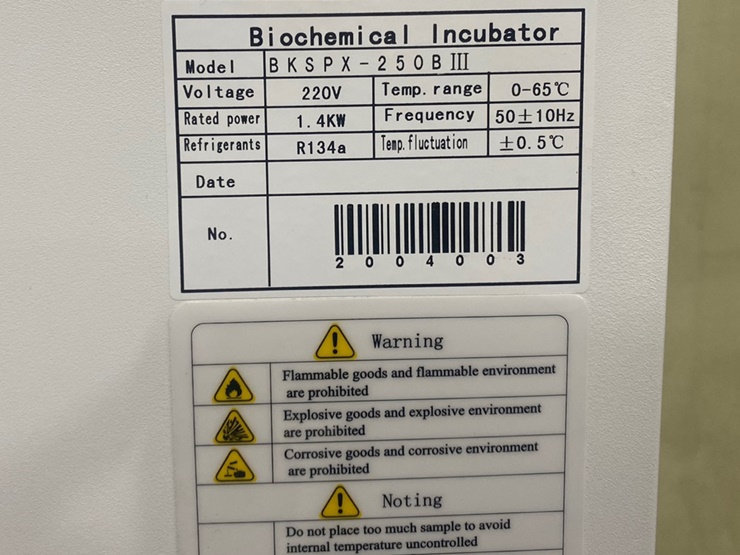 Biochemical Incubator
Model BKSPX-250BⅢ
Voltage 220V Temp. range 0-65℃
Rated power 1.4KW Frequency 50±10Hz
Refrigerants R134a Temp. fluctuation ±0.5℃
Date
No.
2004003
Warning
Flammable goods and flammable environment
are prohibited
Explosive goods and explosive environment
are prohibited
Corrosive goods and corrosive environment
are prohibited
Noting
Do not place too much sample to avoid
internal temperature uncontrolled